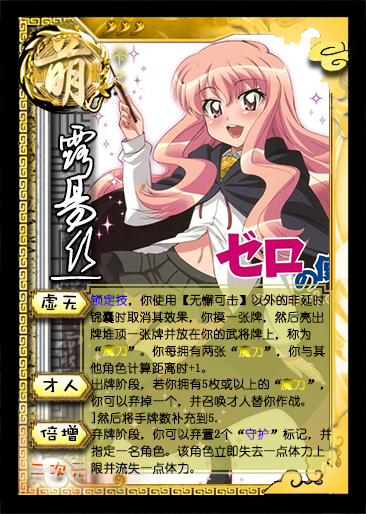 萌
露易丝
ゼロ
の使
虚无
锁定技，你使用【无懈可击】以外的非延时
锦囊时取消其效果，你摸一张牌，然后亮出
牌堆顶一张牌并放在你的武将牌上，称为
“魔力”。你每拥有两张“魔力”，你与其
他角色计算距离时+1。
才人
出牌阶段，若你拥有5枚或以上的“魔力”，
你可以弃掉一个，并召唤才人替你作战。
]然后将手牌数补充到5.
倍增
弃牌阶段，你可以弃置2个“守护”标记，并
指定一名角色。该角色立即失去一点体力上
限并流失一点体力。
二次元